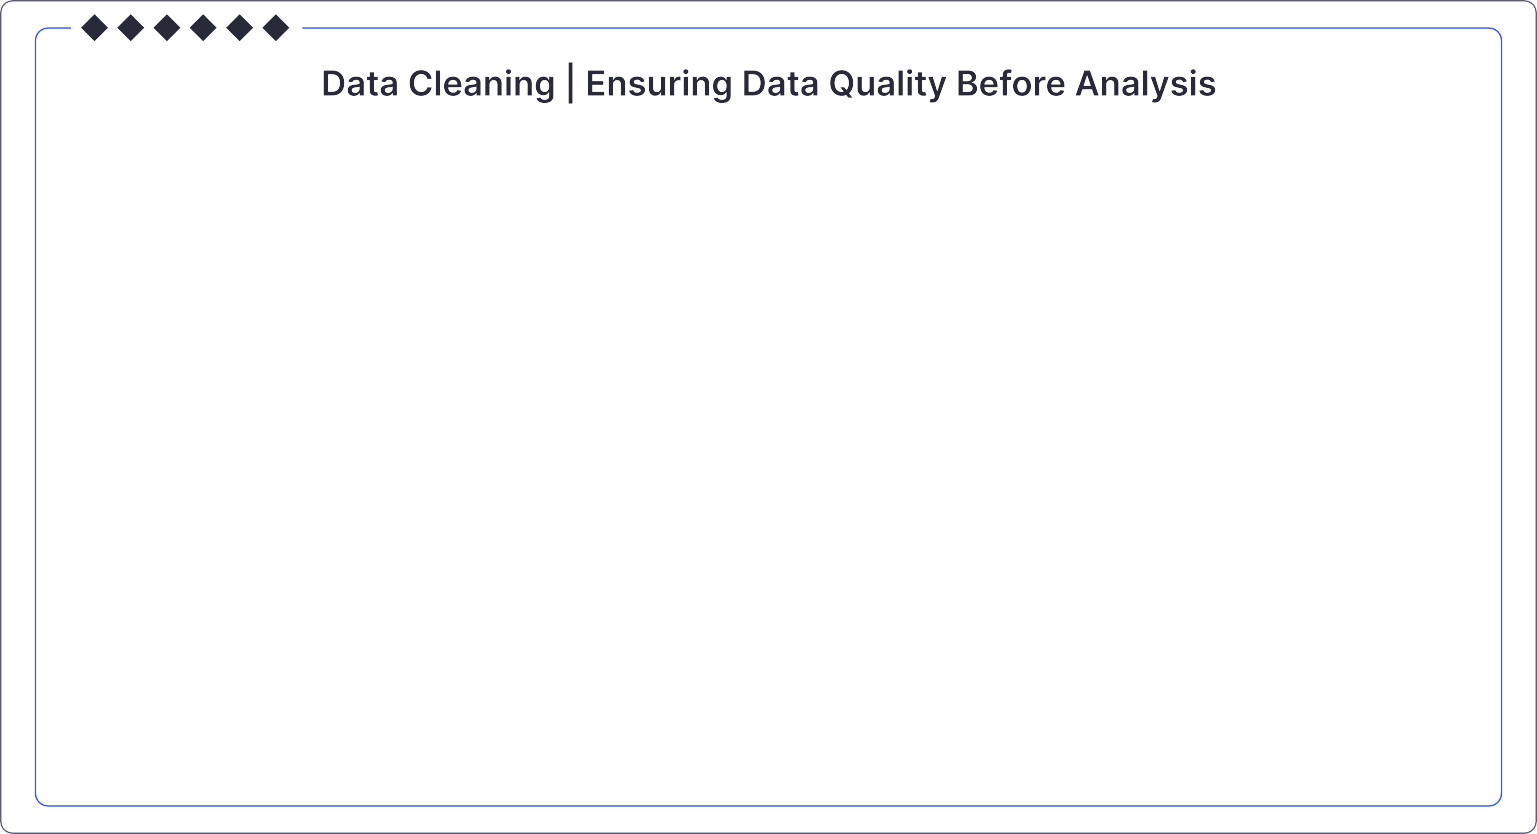 Data Cleaning | Ensuring Data Quality Before Analysis